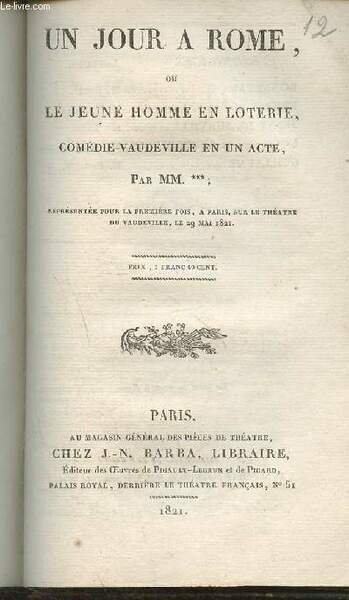 12
UN JOUR A ROME,
OU
LE JEUNE HOMME EN LOTERIE,
COMÉDIE-VAUDEVILLE EN UN ACTE,
PAR MM. ***,
REPRÉSENTÉE POUR LA PREMIÈRE FOIS, A PARIS, SUR LE THÉATRE
DU VAUDEVILLE, LE 29 MAI 1821.
PRIX, 1 FRANC 50 CENT.
PARIS.
AU MAGASIN GÉNÉRAL DES PIÈCES DE THÉATRE,
CHEZ J.-N. BARBA, LIBRAIRE,
Éditeur des Œuvres de PIGAULT-LEBRUN et de PICARD,
PALAIS ROYAL, DERRIÈRE LE THÉATRE FRANÇAIS, N° 51
1821.